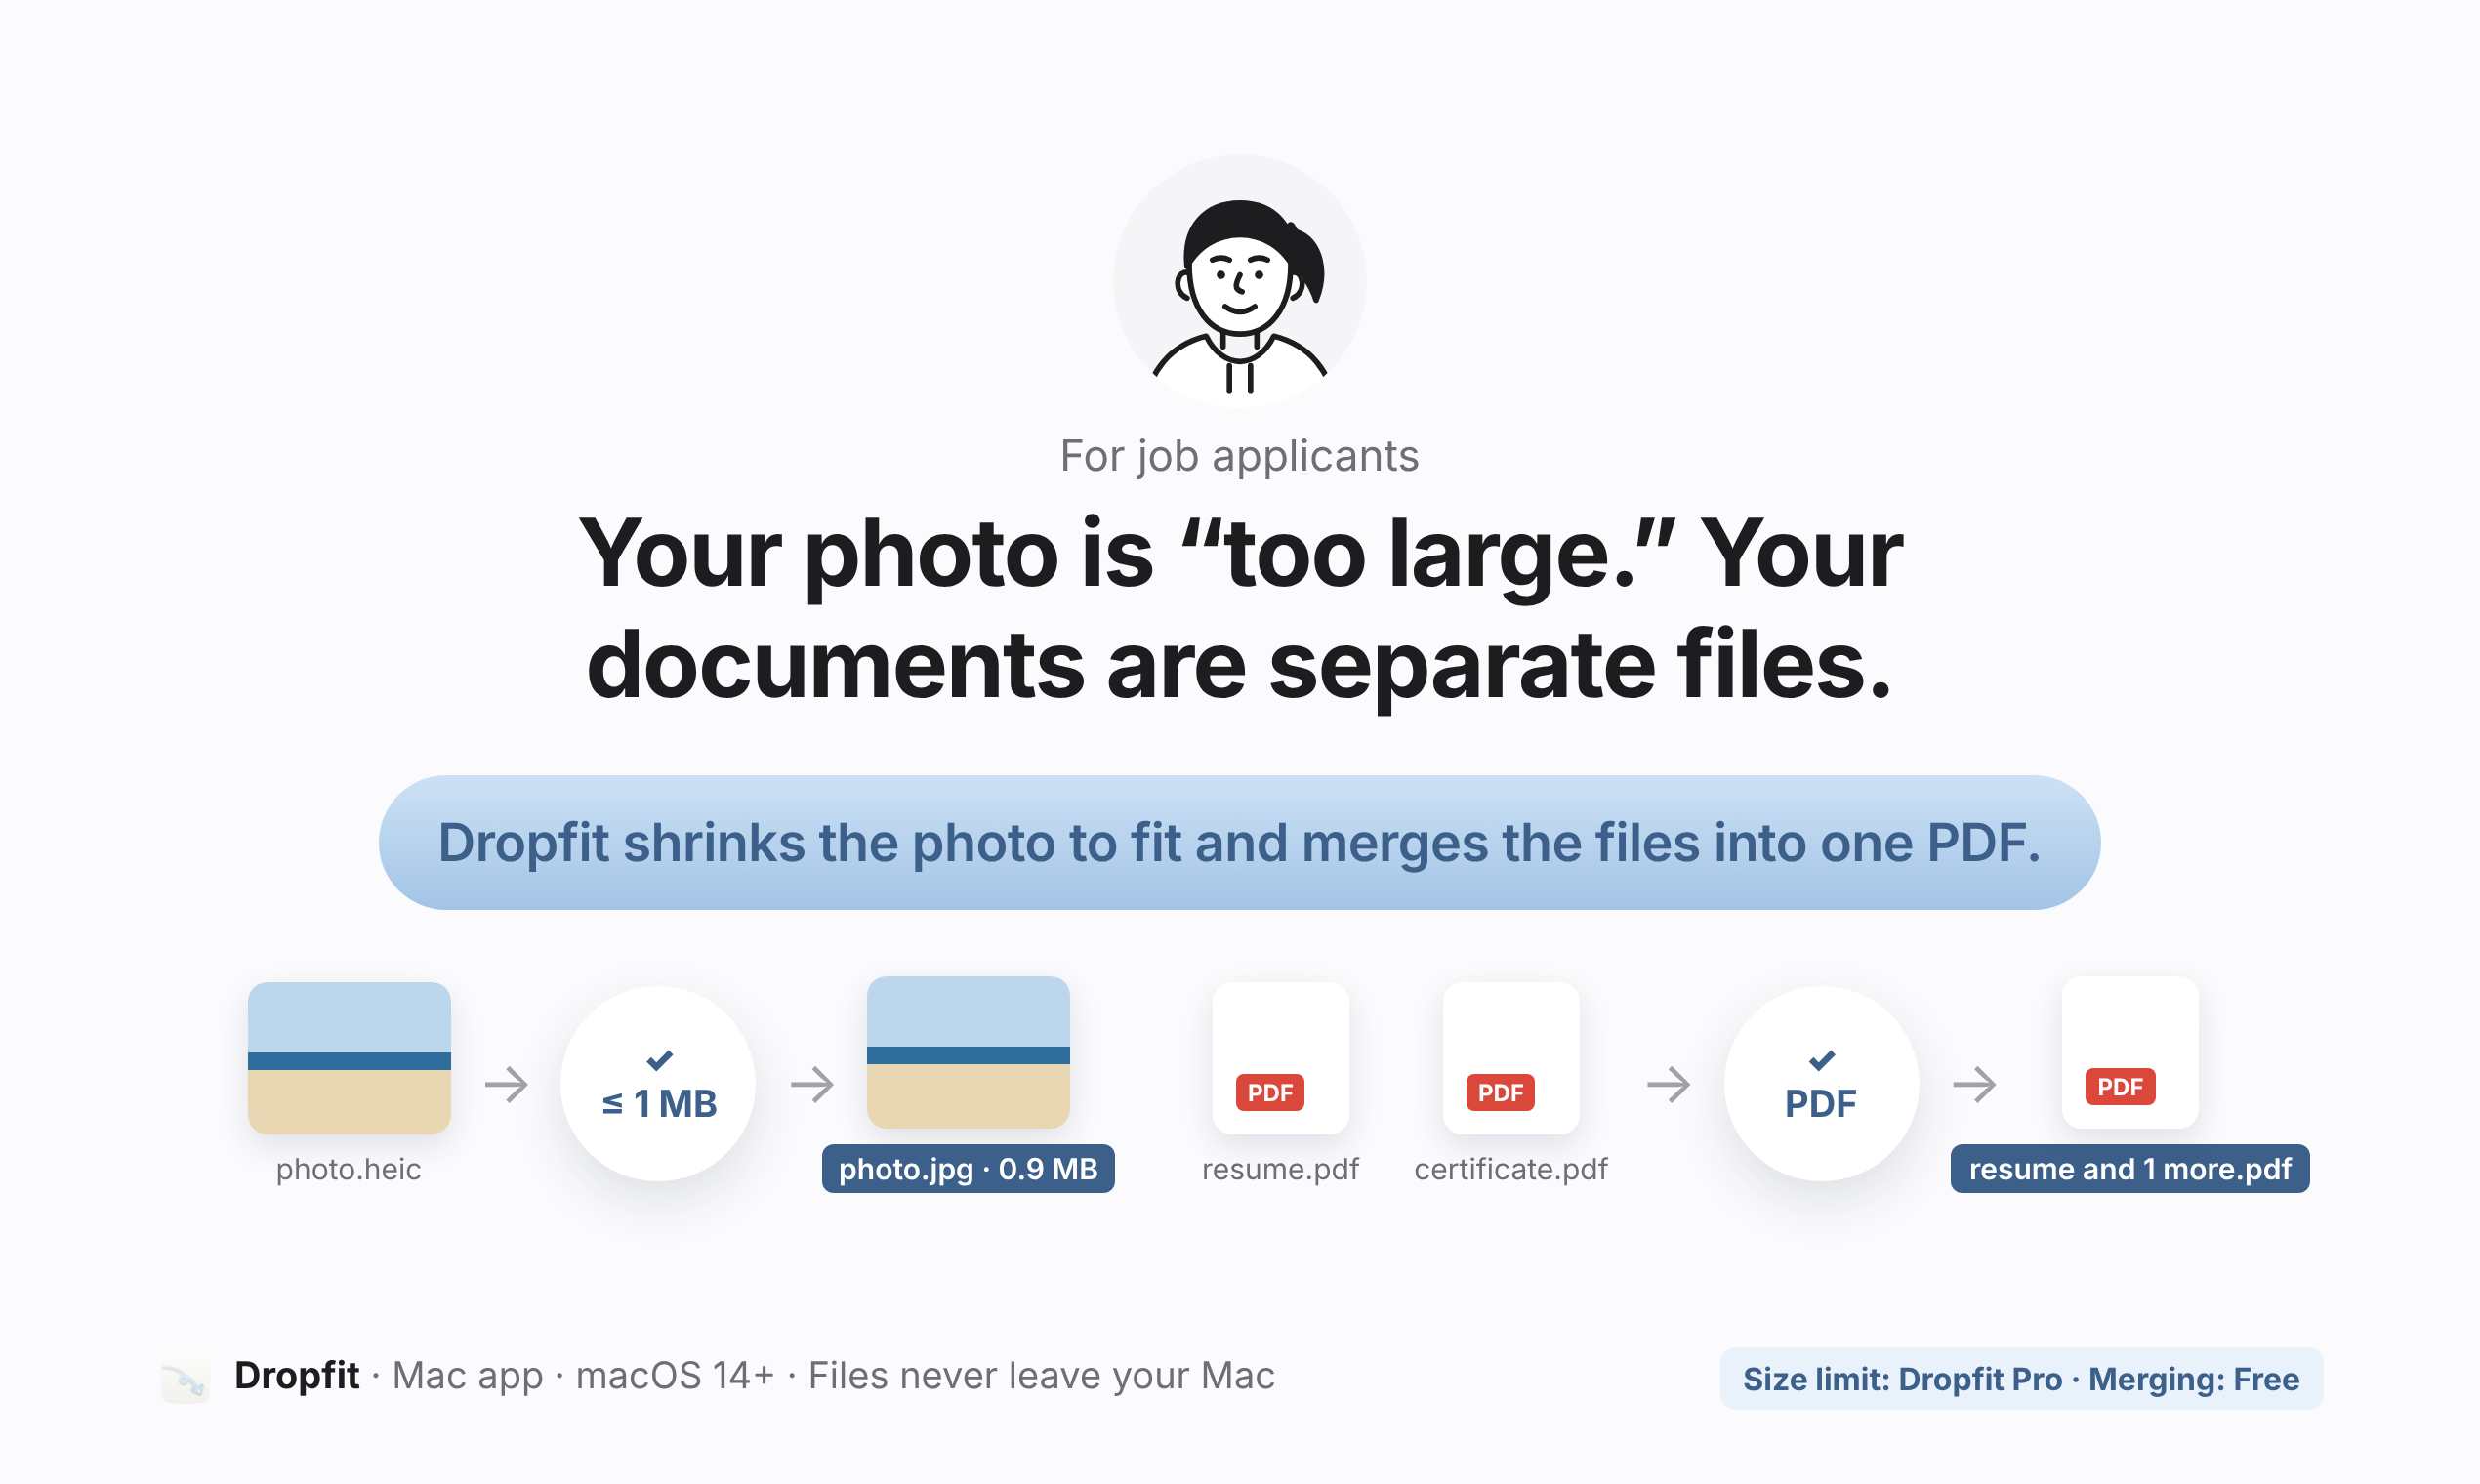 For job applicants
Your photo is “too large.” Your
documents are separate files.
Dropfit shrinks the photo to fit and merges the files into one PDF.
≤ 1 MB
photo.heic
photo.jpg · 0.9 MB
PDF
resume.pdf
PDF
certificate.pdf
PDF
PDF
resume and 1 more.pdf
Dropfit · Mac app · macOS 14+ · Files never leave your Mac
Size limit: Dropfit Pro · Merging: Free